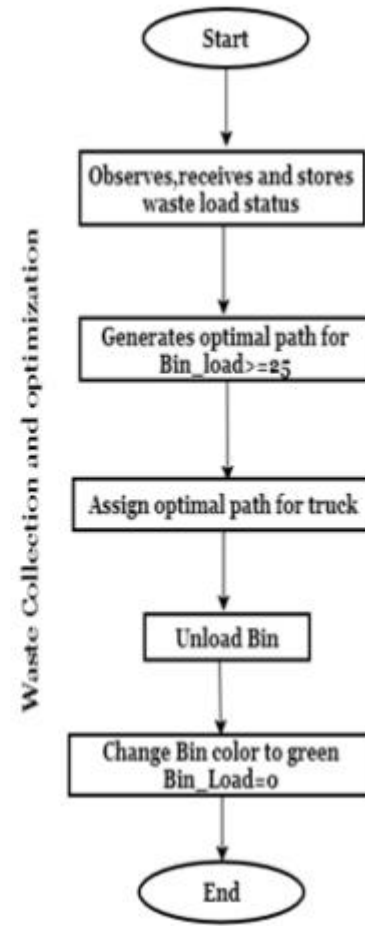 Start
Observes,receives and stores
waste load status
Generates optimal path for
Bin_load>=25
Assign optimal path for truck
Unload Bin
Change Bin color to green
Bin_Load=0
End
Waste Collection and optimization